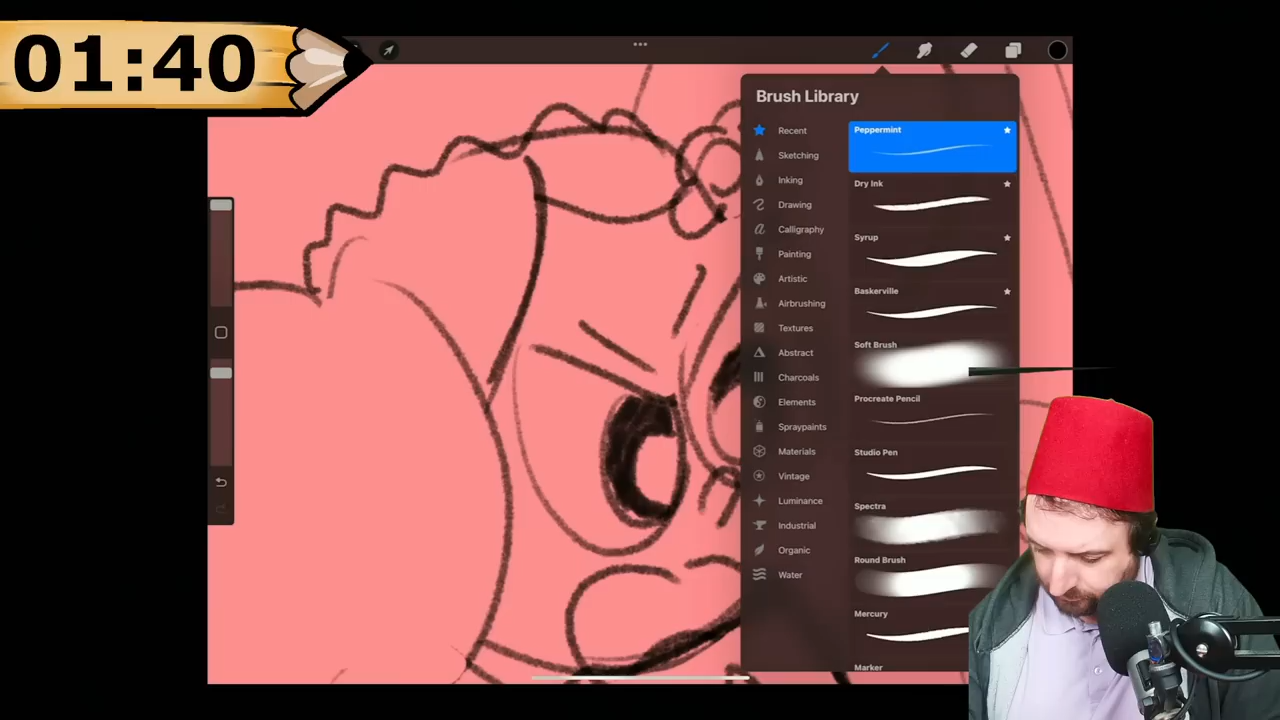 01:40
Brush Library
Recent
Sketching
Inking
Drawing
Calligraphy
Painting
Artistic
Airbrushing
Textures
Abstract
Charcoals
Elements
Spraypaints
Materials
Vintage
Luminance
Industrial
Organic
Water
Peppermint
Dry Ink
Syrup
Baskerville
Soft Brush
Procreate Pencil
Studio Pen
Spectra
Round Brush
Mercury
Marker